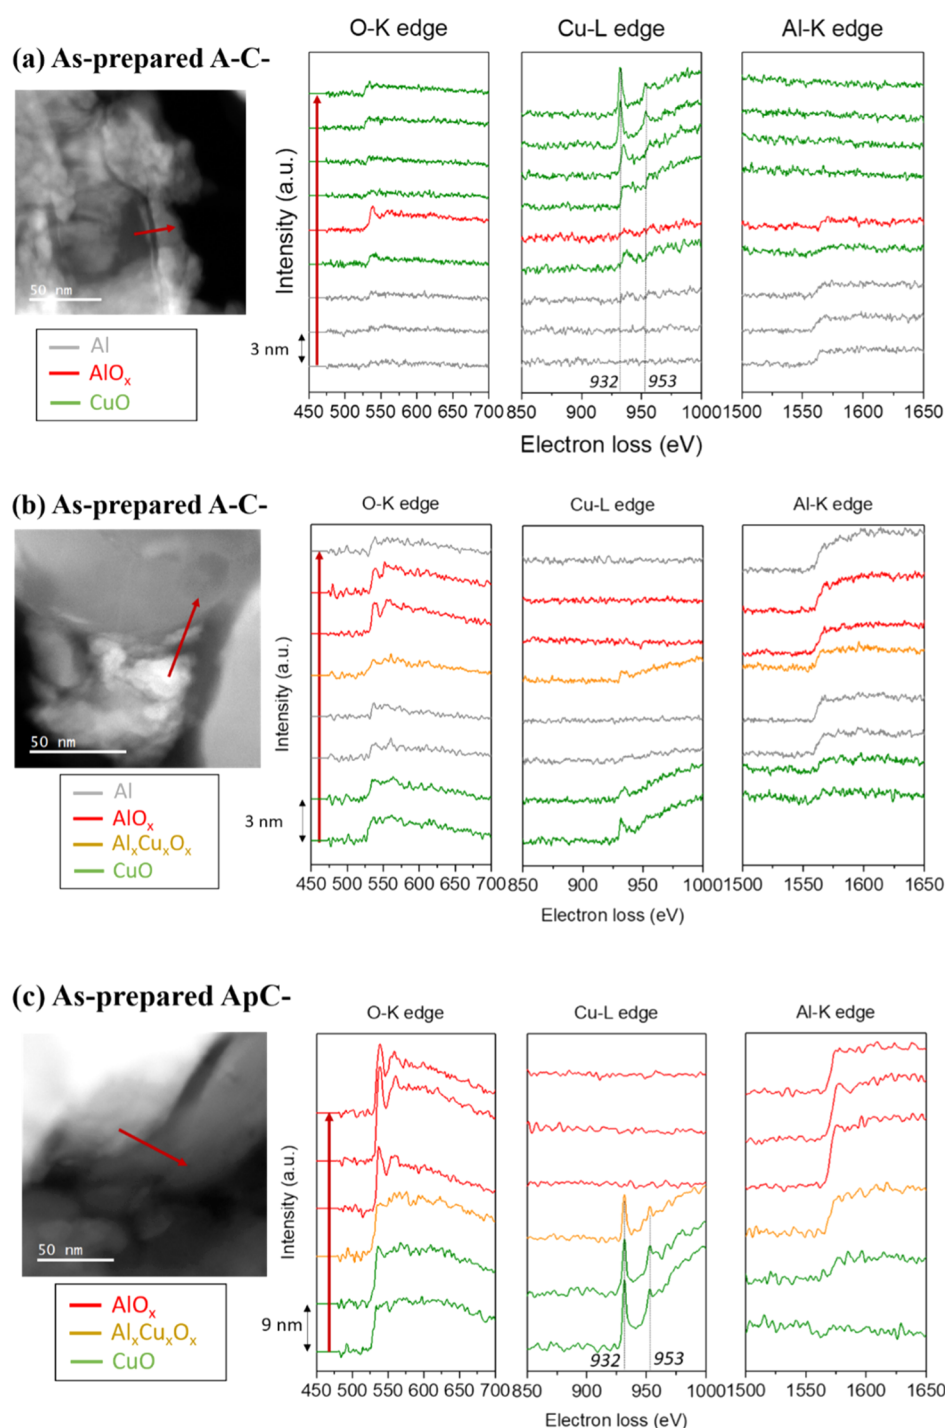 (a) As-prepared A-C-
O-K edge
Cu-L edge
Al-K edge
50 nm
Al
AlOₓ
CuO
Intensity (a.u.)
3 nm
932
953
450 500 550 600 650 700
850 900 950 1000
1500 1550 1600 1650
Electron loss (eV)
(b) As-prepared A-C-
O-K edge
Cu-L edge
Al-K edge
50 nm
Al
AlOₓ
AlₓCuₓOₓ
CuO
Intensity (a.u.)
3 nm
450 500 550 600 650 700
850 900 950 1000
1500 1550 1600 1650
Electron loss (eV)
(c) As-prepared ApC-
O-K edge
Cu-L edge
Al-K edge
50 nm
AlOₓ
AlₓCuₓOₓ
CuO
Intensity (a.u.)
9 nm
932
953
450 500 550 600 650 700
850 900 950 1000
1500 1550 1600 1650
Electron loss (eV)